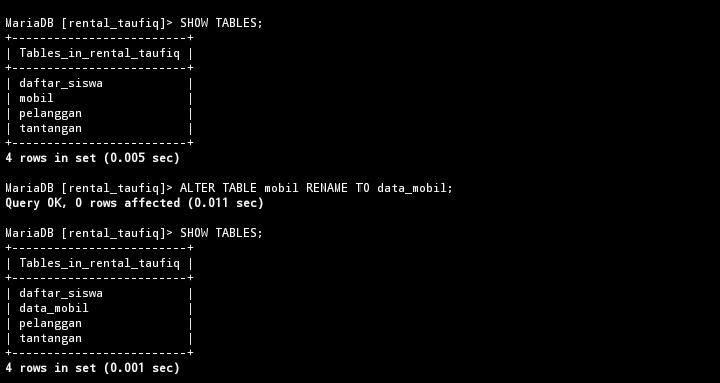 MariaDB [rental_taufiq]> SHOW TABLES;
+-------------------------+
| Tables_in_rental_taufiq |
+-------------------------+
| daftar_siswa            |
| mobil                   |
| pelanggan               |
| tantangan               |
+-------------------------+
4 rows in set (0.005 sec)

MariaDB [rental_taufiq]> ALTER TABLE mobil RENAME TO data_mobil;
Query OK, 0 rows affected (0.011 sec)

MariaDB [rental_taufiq]> SHOW TABLES;
+-------------------------+
| Tables_in_rental_taufiq |
+-------------------------+
| daftar_siswa            |
| data_mobil              |
| pelanggan               |
| tantangan               |
+-------------------------+
4 rows in set (0.001 sec)